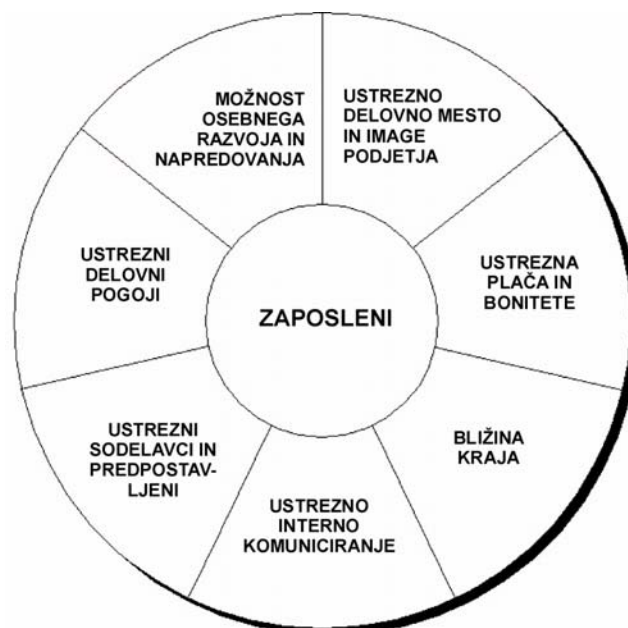 MOŽNOST
OSEBNEGA
RAZVOJA IN
NAPREDOVANJA
USTREZNO
DELOVNO MESTO
IN IMAGE
PODJETJA
USTREZNA
PLAČA IN
BONITETE
BLIŽINA
KRAJA
USTREZNO
INTERNO
KOMUNICIRANJE
USTREZNI
SODELAVCI IN
PREDPOSTAV-
LJENI
USTREZNI
DELOVNI
POGOJI
ZAPOSLENI